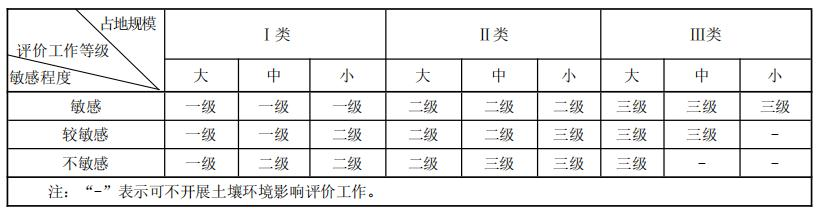 占地规模
评价工作等级
敏感程度
Ⅰ类 Ⅱ类 Ⅲ类
大 中 小 大 中 小 大 中 小
敏感 一级 一级 一级 二级 二级 二级 三级 三级 三级
较敏感 一级 一级 二级 二级 二级 三级 三级 三级 -
不敏感 一级 二级 二级 二级 三级 三级 三级 - -
注：“-”表示可不开展土壤环境影响评价工作。